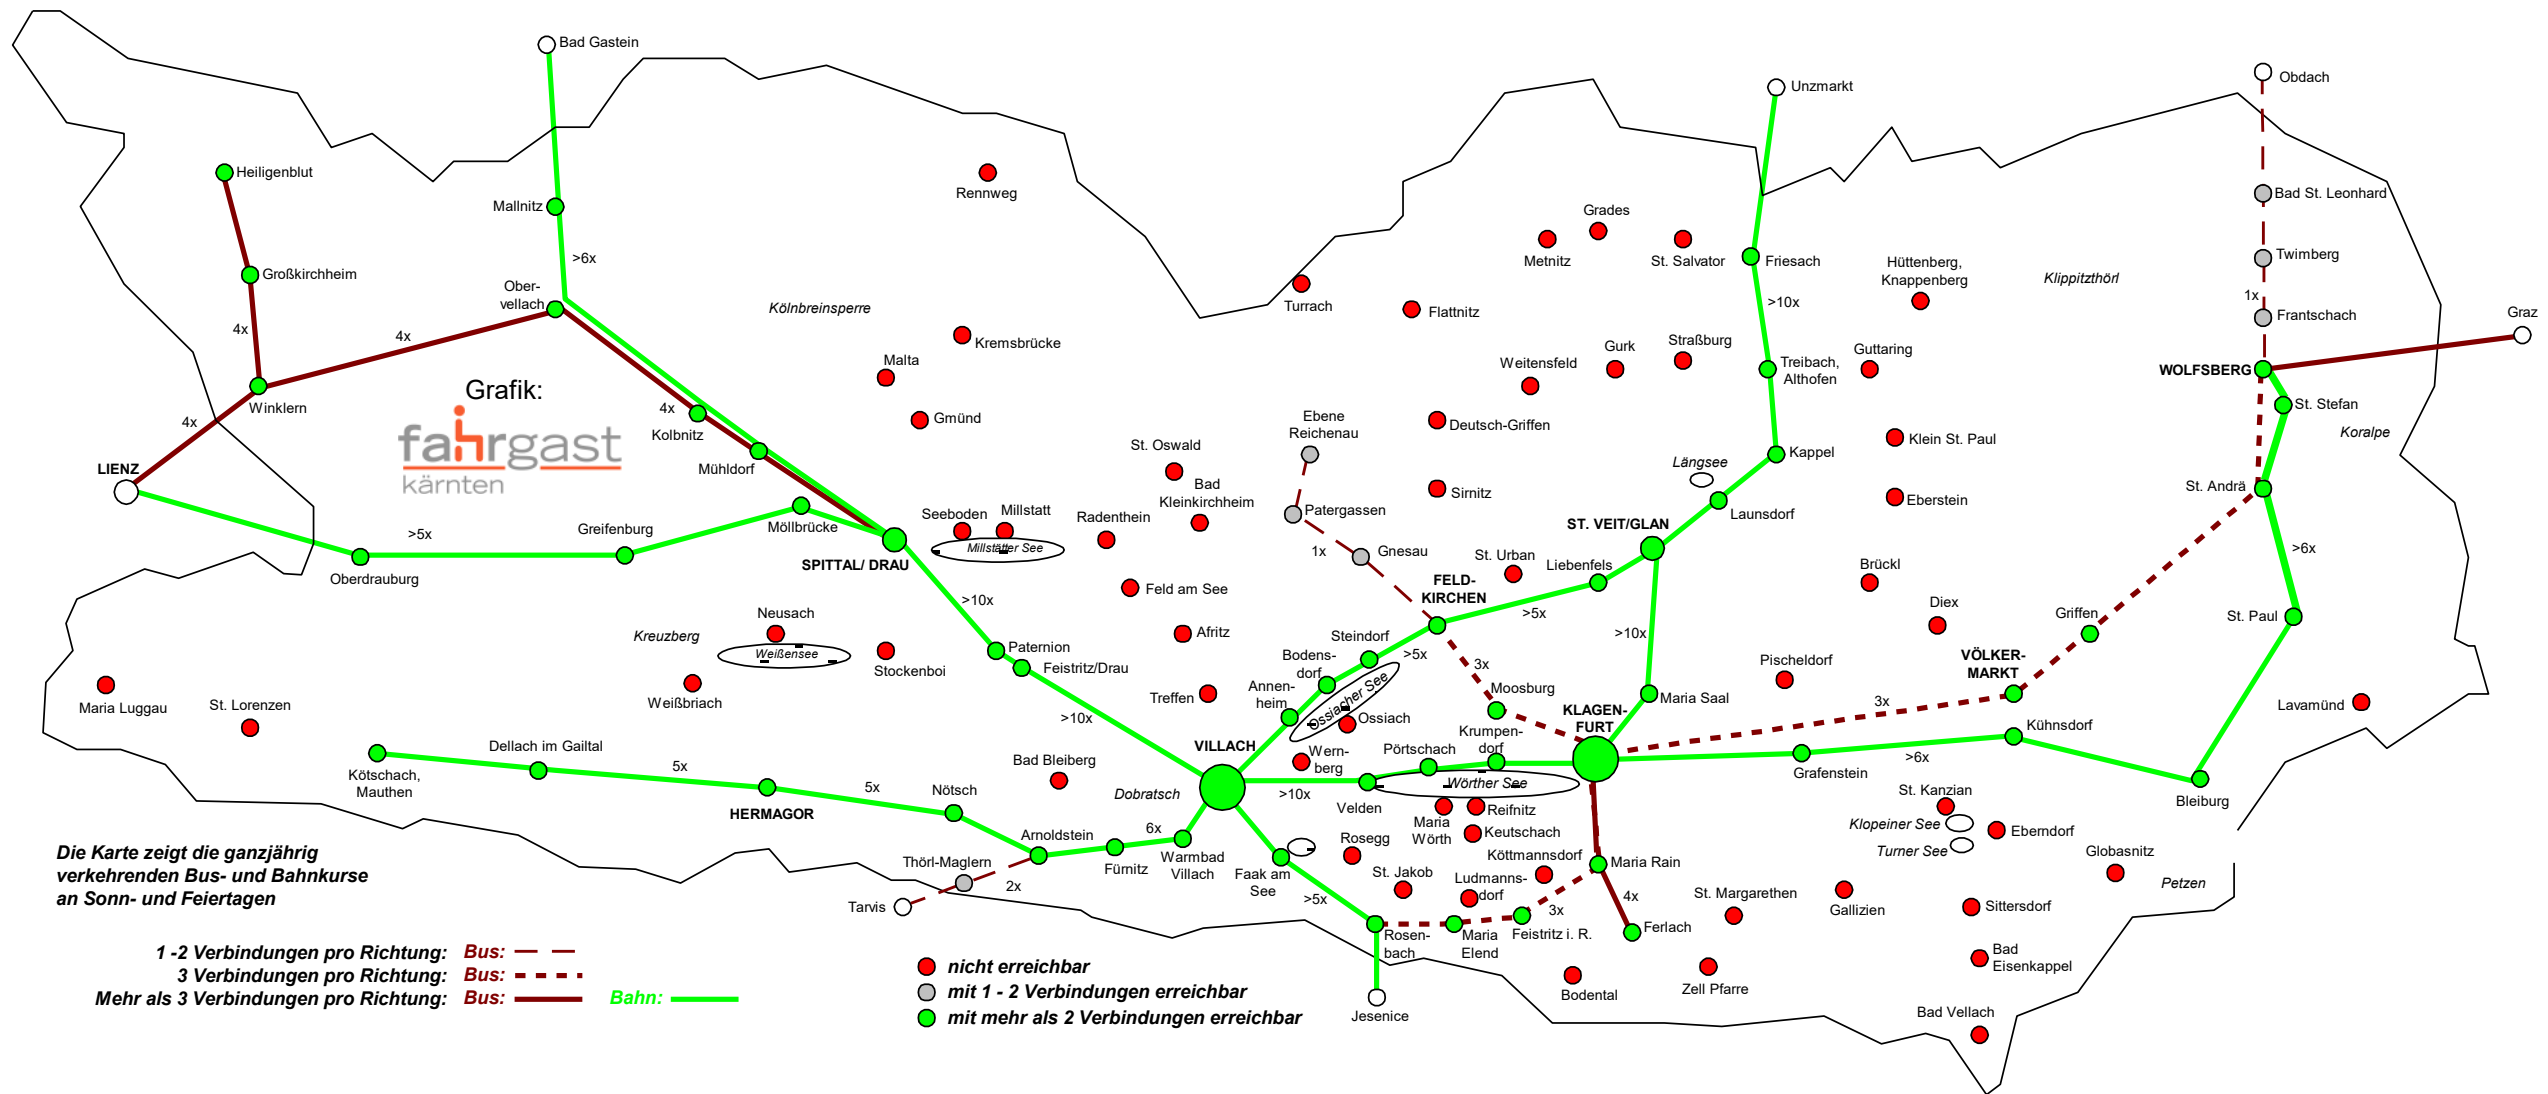 Bad Gastein
Unzmarkt
Obdach
Heiligenblut
Rennweg
Mallnitz
Bad St. Leonhard
Grades
Metnitz
St. Salvator
Friesach
Hüttenberg,
Knappenberg
Klippitzthörl
Twimberg
Großkirchheim
>6x
Ober-
vellach
Kölnbreinsperre
Turrach
Flattnitz
>10x
1x
Frantschach
Graz
4x
4x
Kremsbrücke
Malta
Weitensfeld
Gurk
Straßburg
Treibach,
Althofen
Guttaring
WOLFSBERG
Winklern
Grafik:
fahrgast
kärnten
4x
4x
Kolbnitz
Gmünd
Ebene
Reichenau
Deutsch-Griffen
St. Stefan
Koralpe
Klein St. Paul
Kappel
LIENZ
Mühldorf
St. Oswald
Bad
Kleinkirchheim
Längsee
Sirnitz
St. Andrä
Eberstein
Launsdorf
Patergassen
Möllbrücke
Greifenburg
>5x
Oberdrauburg
SPITTAL/ DRAU
Seeboden
Millstatt
Millstätter See
Radenthein
1x
Gnesau
ST. VEIT/GLAN
St. Urban
Liebenfels
>6x
Brückl
FELD-
KIRCHEN
Feld am See
>10x
>5x
Diex
Griffen
St. Paul
Neusach
Kreuzberg
Weißensee
Stockenboi
Paternion
Feistritz/Drau
Afritz
Steindorf
>5x
Bodens-
dorf
>10x
VÖLKER-
MARKT
Pischeldorf
3x
Maria Luggau
St. Lorenzen
Weißbriach
Treffen
Annen-
heim
Ossiacher See
Ossiach
Moosburg
Maria Saal
KLAGEN-
FURT
3x
Lavamünd
>10x
Kühnsdorf
Krumpen-
dorf
Pörtschach
VILLACH
Wern-
berg
Dellach im Gailtal
Kötschach,
Mauthen
5x
HERMAGOR
5x
Nötsch
Bad Bleiberg
Dobratsch
>10x
Velden
Wörther See
Grafenstein
>6x
Bleiburg
St. Kanzian
Klopeiner See
Turner See
Eberndorf
Globasnitz
Petzen
Maria
Wörth
Reifnitz
Keutschach
Rosegg
Arnoldstein
6x
Fürnitz
Warmbad
Villach
Faak am
See
Thörl-Maglern
2x
Tarvis
>5x
St. Jakob
Ludmanns-
dorf
Köttmannsdorf
Maria Rain
3x
4x
St. Margarethen
Gallizien
Sittersdorf
Rosen-
bach
Maria
Elend
Feistritz i. R.
Ferlach
Bodental
Zell Pfarre
Bad
Eisenkappel
Bad Vellach
Jesenice
Die Karte zeigt die ganzjährig
verkehrenden Bus- und Bahnkurse
an Sonn- und Feiertagen
1 -2 Verbindungen pro Richtung: Bus:
3 Verbindungen pro Richtung: Bus:
Mehr als 3 Verbindungen pro Richtung: Bus: Bahn:
nicht erreichbar
mit 1 - 2 Verbindungen erreichbar
mit mehr als 2 Verbindungen erreichbar